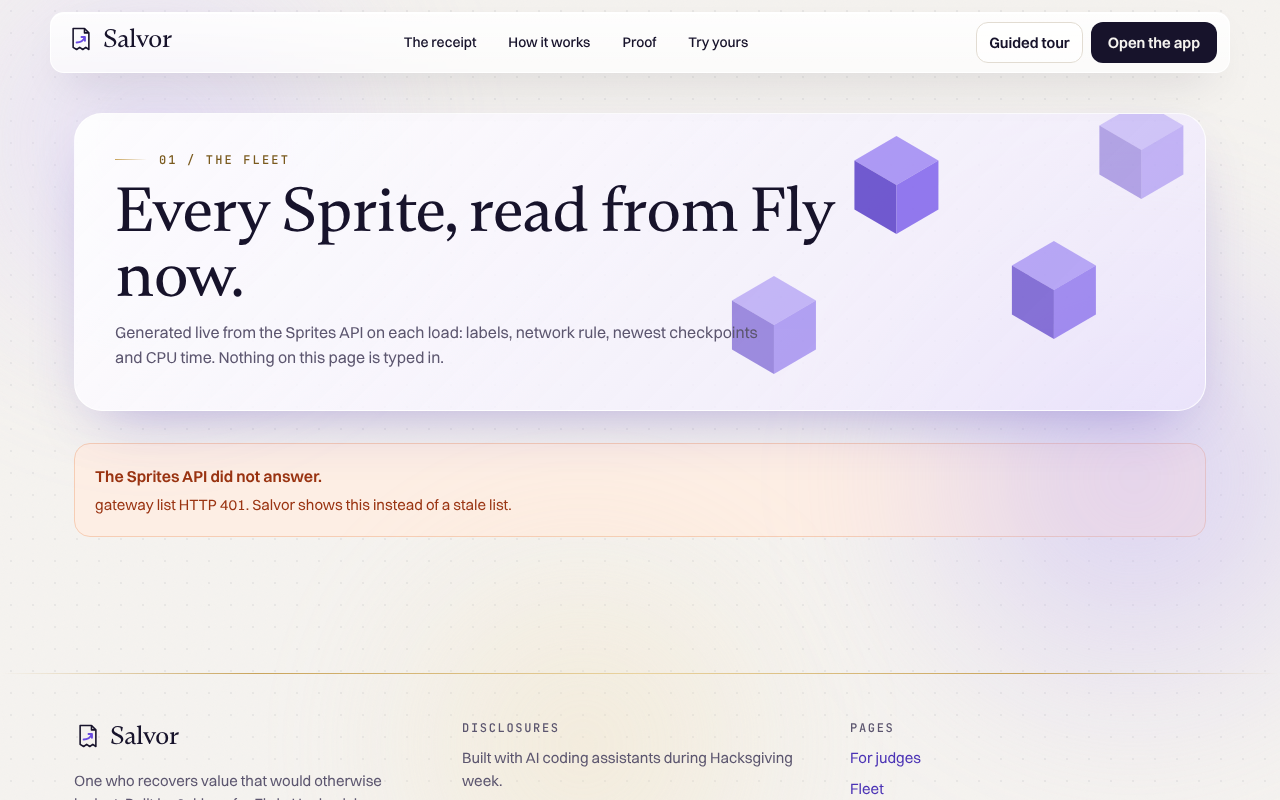 Salvor
The receipt
How it works
Proof
Try yours
Guided tour
Open the app
01 / THE FLEET
Every Sprite, read from Fly
now.
Generated live from the Sprites API on each load: labels, network rule, newest checkpoints
and CPU time. Nothing on this page is typed in.
The Sprites API did not answer.
gateway list HTTP 401. Salvor shows this instead of a stale list.
Salvor
One who recovers value that would otherwise
DISCLOSURES
Built with AI coding assistants during Hacksgiving
week.
PAGES
For judges
Fleet